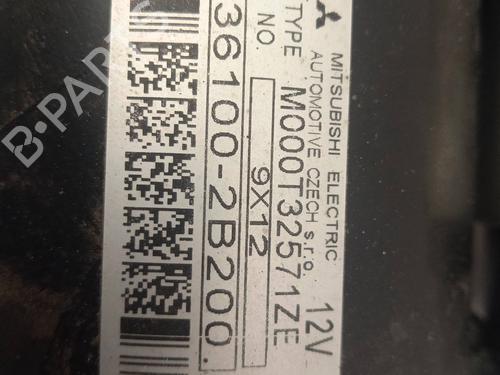 MITSUBISHI ELECTRIC
AUTOMOTIVE CZECH s.r.o. 12V
TYPE M000T32571ZE
NO 9X12
36100-2B200
B-PARTS